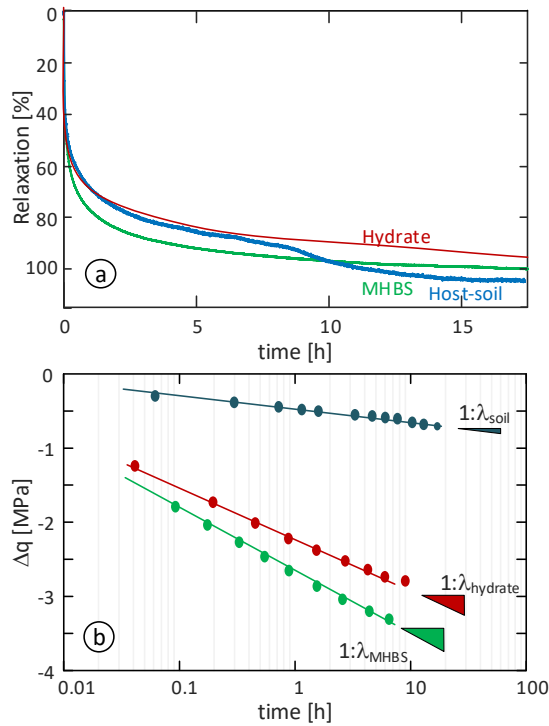 0
20
40
60
80
100
Relaxation [%]
Hydrate
MHBS
Host-soil
a
0
5
10
15
time [h]
0
-1
-2
-3
-4
Δq [MPa]
1:λsoil
1:λhydrate
1:λMHBS
b
0.01
0.1
1
10
100
time [h]